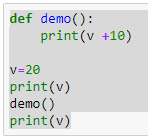 def demo():
    print(v +10)

v=20
print(v)
demo()
print(v)